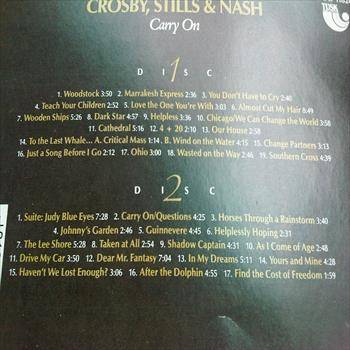 CROSBY, STILLS & NASH
Carry On
DISC 1
1. Woodstock 3:50 2. Marrakesh Express 2:36 3. You Don't Have to Cry 2:40
4. Teach Your Children 2:52 5. Love the One You're With 3:03 6. Almost Cut My Hair 8:49
7. Wooden Ships 5:26 8. Dark Star 4:57 9. Helpless 3:36 10. Chicago/We Can Change the World 3:58
11. Cathedral 5:16 12. 4 + 20 2:13 13. Our House 2:58
14. To the Last Whale... A. Critical Mass 1:14 B. Wind on the Water 4:15 15. Change Partners 3:13
16. Just a Song Before I Go 2:12 17. Ohio 3:00 18. Wasted on the Way 2:46 19. Southern Cross 4:39
DISC 2
1. Suite: Judy Blue Eyes 7:28 2. Carry On/Questions 4:25 3. Horses Through a Rainstorm 3:40
4. Johnny's Garden 2:46 5. Guinnevere 4:45 6. Helplessly Hoping 2:31
7. The Lee Shore 5:28 8. Taken at All 2:54 9. Shadow Captain 4:31 10. As I Come of Age 2:48
11. Drive My Car 3:50 12. Dear Mr. Fantasy 7:04 13. In My Dreams 5:11 14. Yours and Mine 4:28
15. Haven't We Lost Enough? 3:06 16. After the Dolphin 4:15 17. Find the Cost of Freedom 1:59